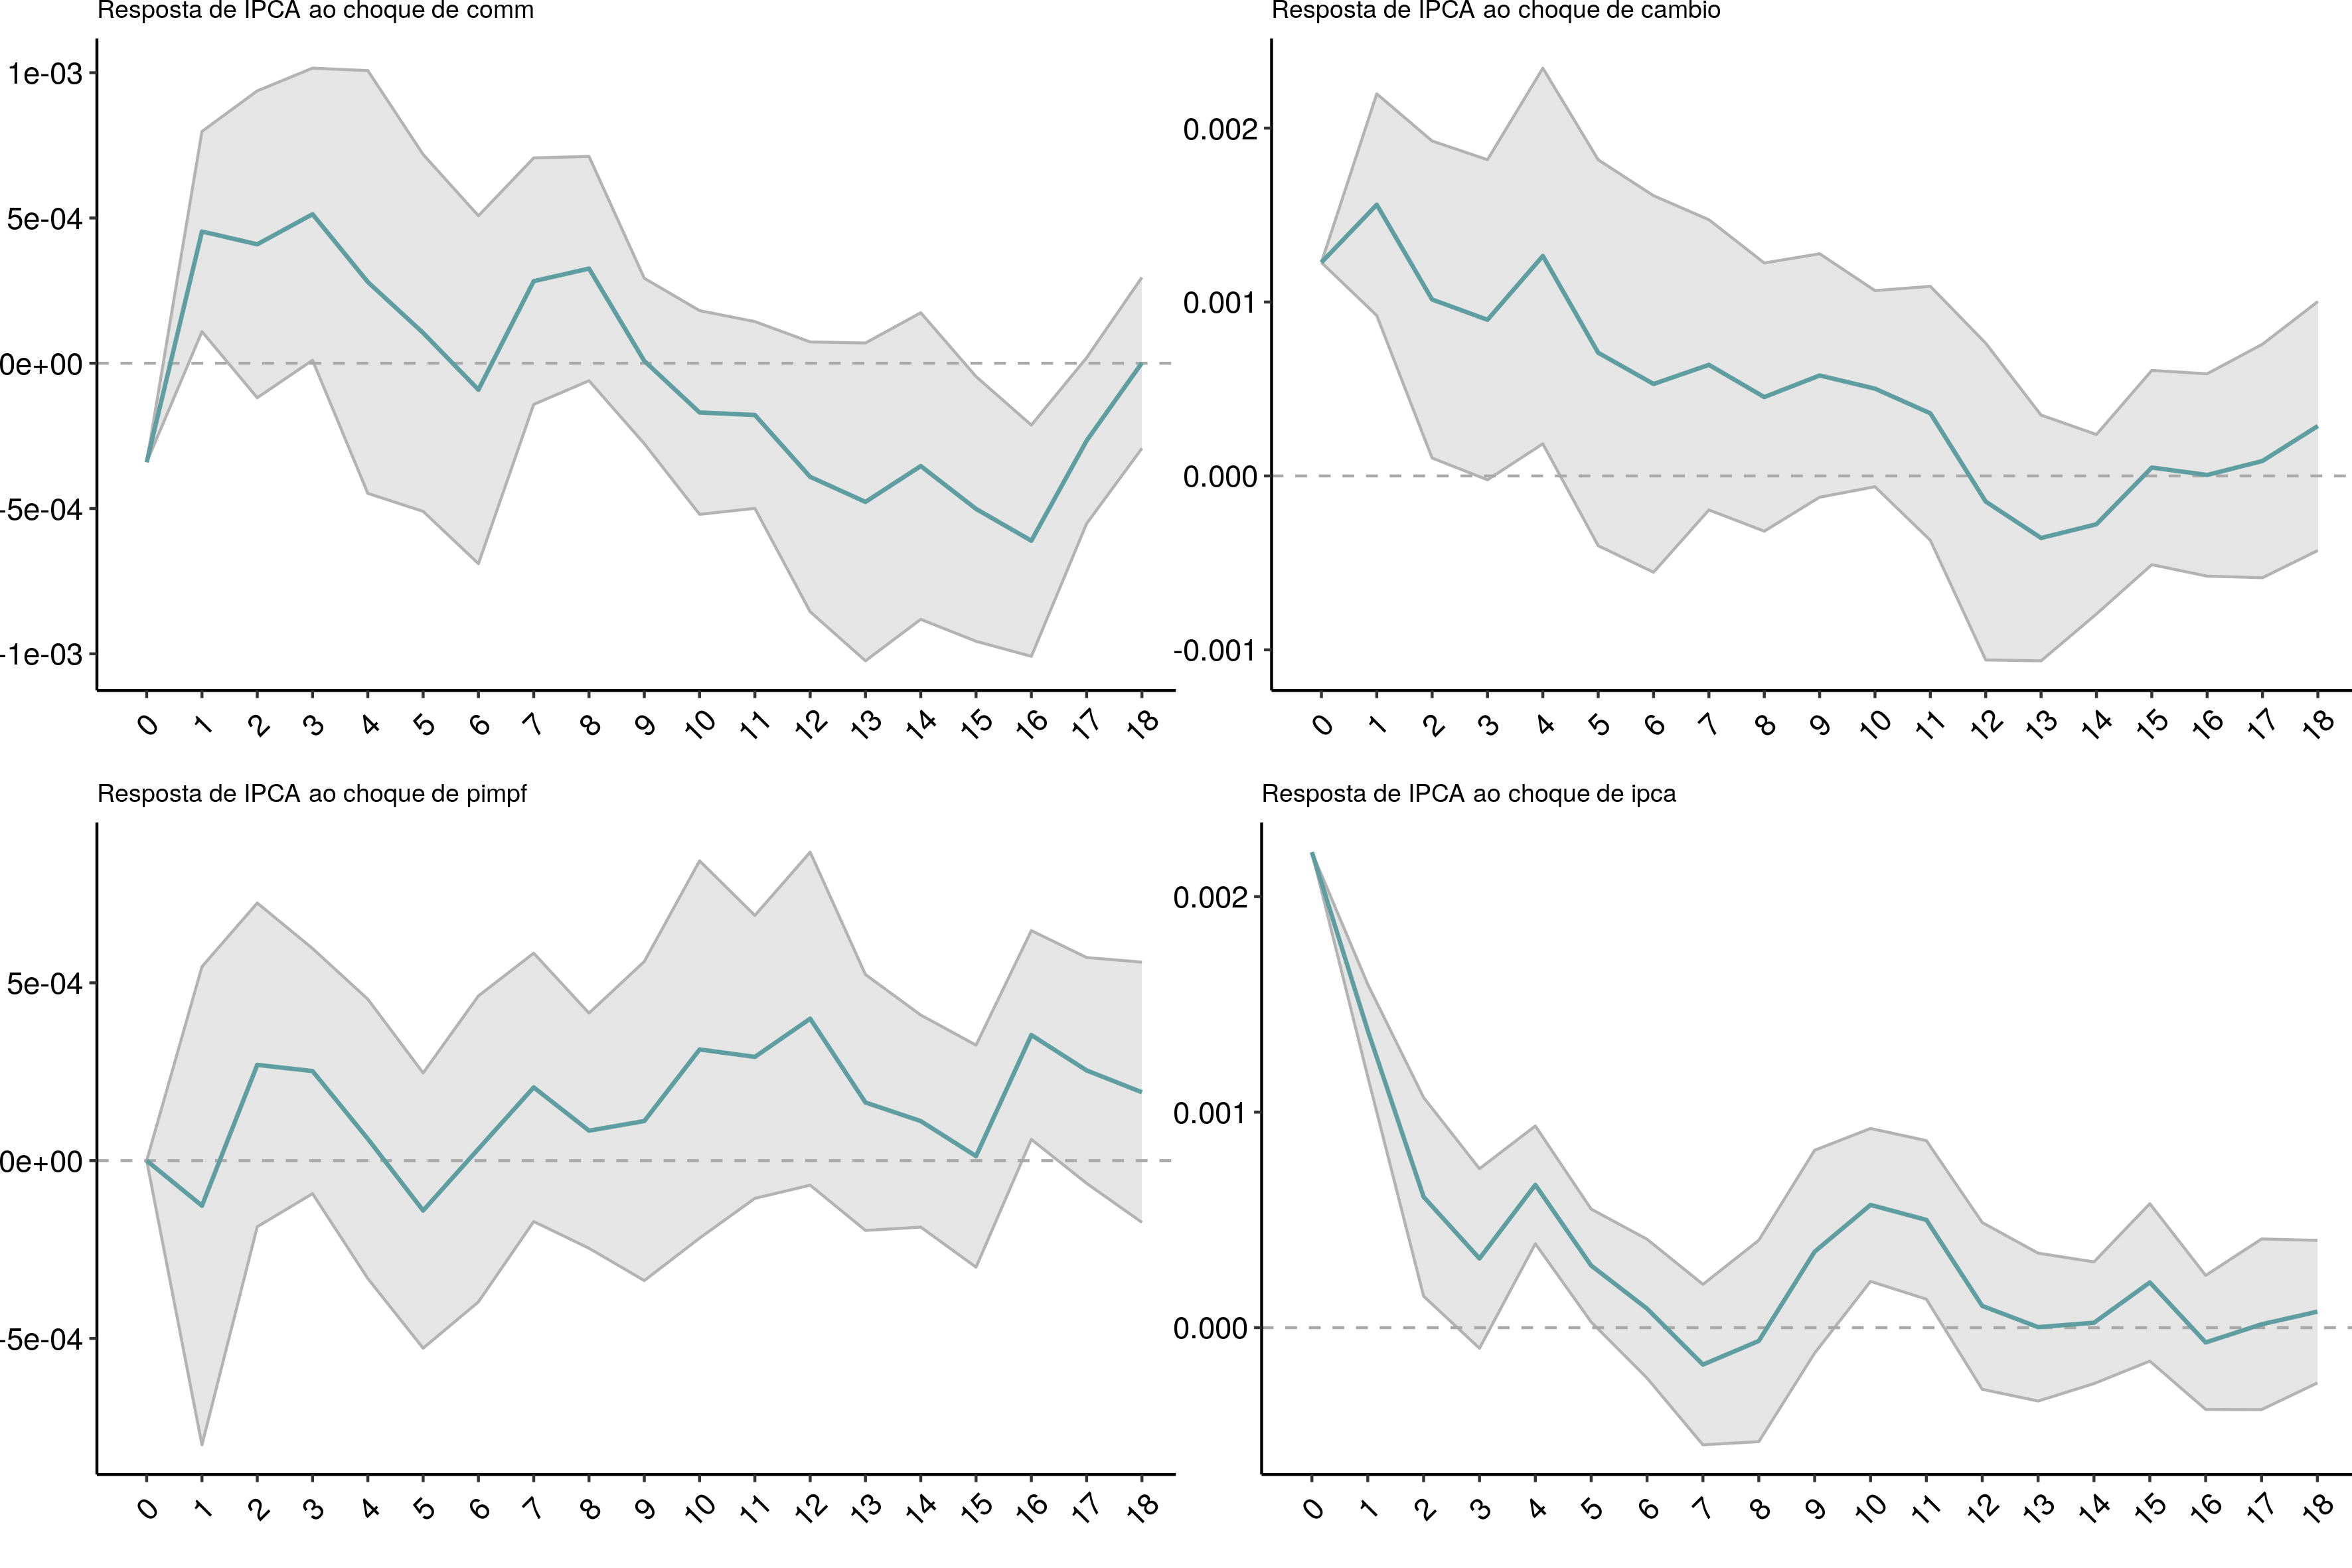 Resposta de IPCA ao choque de comm
1e-03
5e-04
0e+00
-5e-04
-1e-03
0 1 2 3 4 5 6 7 8 9 10 11 12 13 14 15 16 17 18
Resposta de IPCA ao choque de cambio
0.002
0.001
0.000
-0.001
0 1 2 3 4 5 6 7 8 9 10 11 12 13 14 15 16 17 18
Resposta de IPCA ao choque de pimpf
5e-04
0e+00
-5e-04
0 1 2 3 4 5 6 7 8 9 10 11 12 13 14 15 16 17 18
Resposta de IPCA ao choque de ipca
0.002
0.001
0.000
0 1 2 3 4 5 6 7 8 9 10 11 12 13 14 15 16 17 18